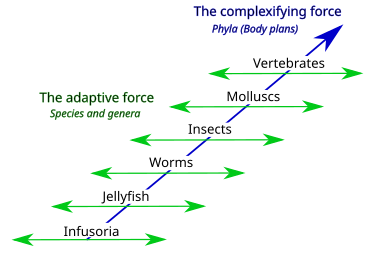 The complexifying force
Phyla (Body plans)
Vertebrates
The adaptive force
Species and genera
Molluscs
Insects
Worms
Jellyfish
Infusoria